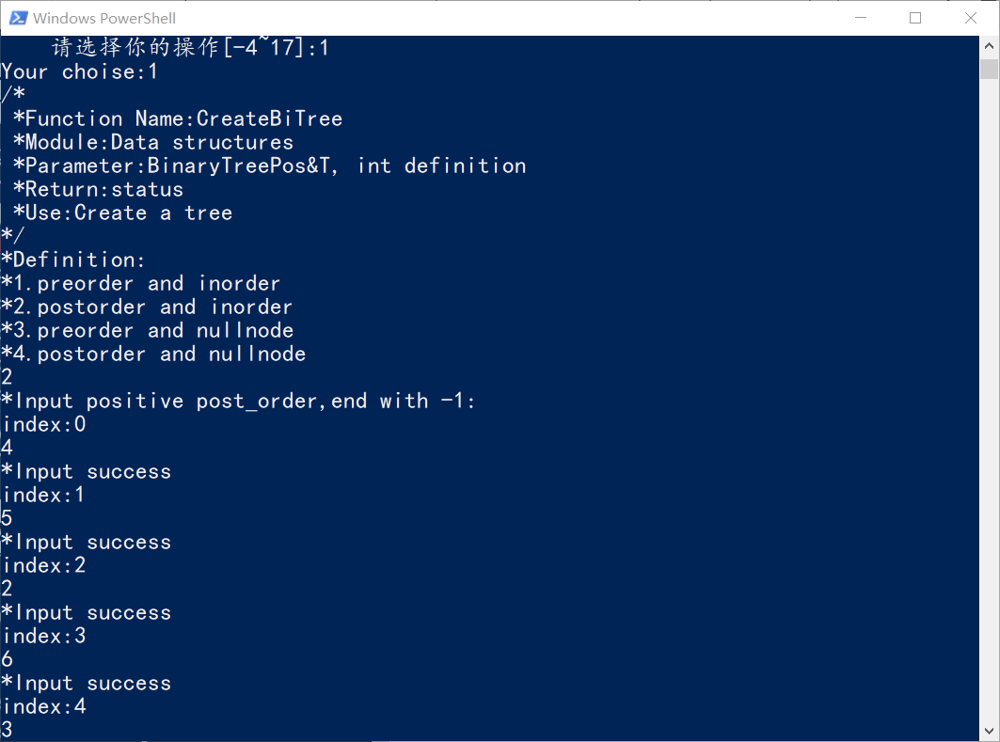 Windows PowerShell
请选择你的操作[-4~17]:1
Your choise:1
/*
*Function Name:CreateBiTree
*Module:Data structures
*Parameter:BinaryTreePos&T, int definition
*Return:status
*Use:Create a tree
*/
*Definition:
*1.preorder and inorder
*2.postorder and inorder
*3.preorder and nullnode
*4.postorder and nullnode
2
*Input positive post_order,end with -1:
index:0
4
*Input success
index:1
5
*Input success
index:2
2
*Input success
index:3
6
*Input success
index:4
3